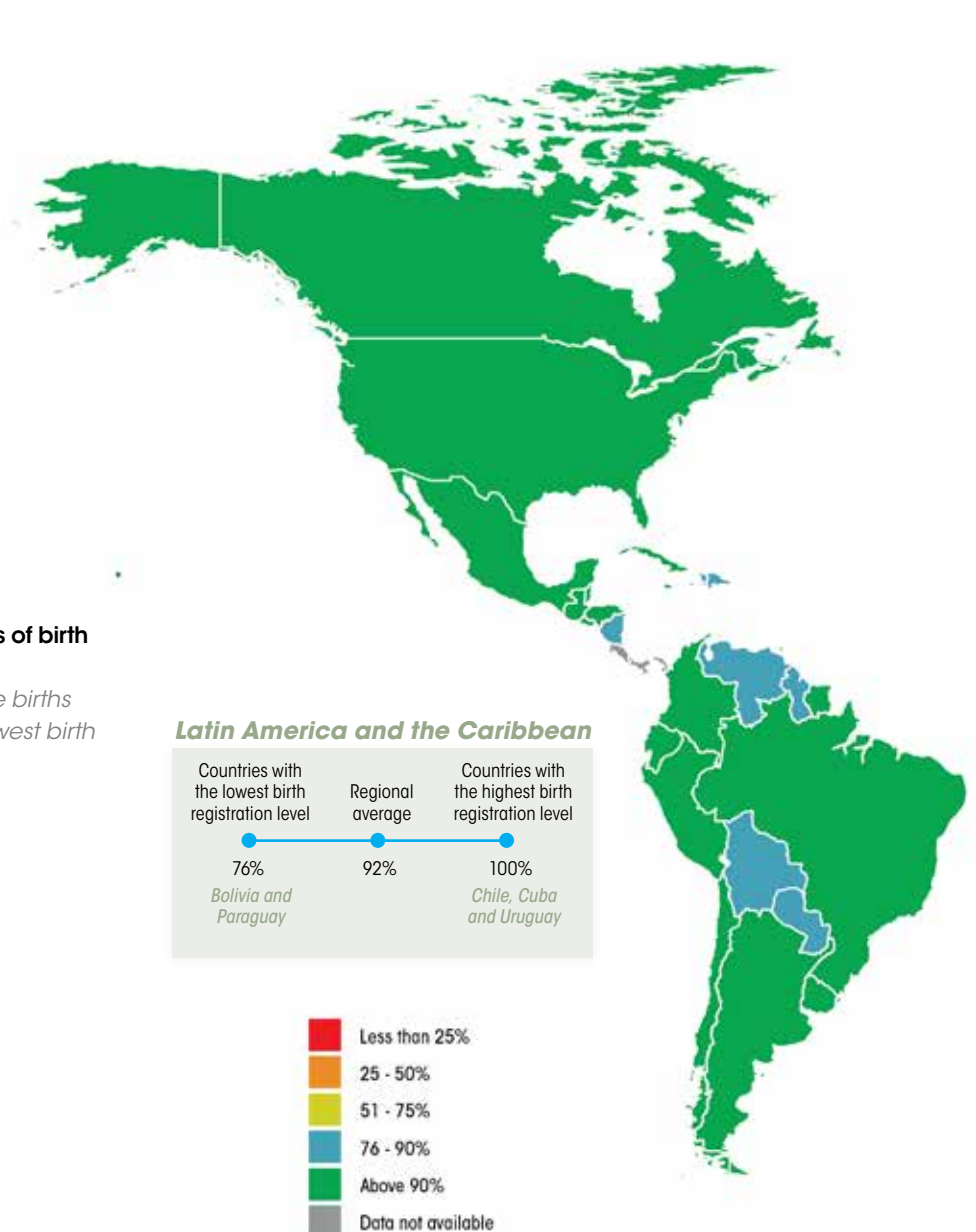 s of birth
e births
west birth
Latin America and the Caribbean
Countries with
the lowest birth
registration level
Regional
average
Countries with
the highest birth
registration level
76%
92%
100%
Bolivia and
Paraguay
Chile, Cuba
and Uruguay
Less than 25%
25 - 50%
51 - 75%
76 - 90%
Above 90%
Data not available